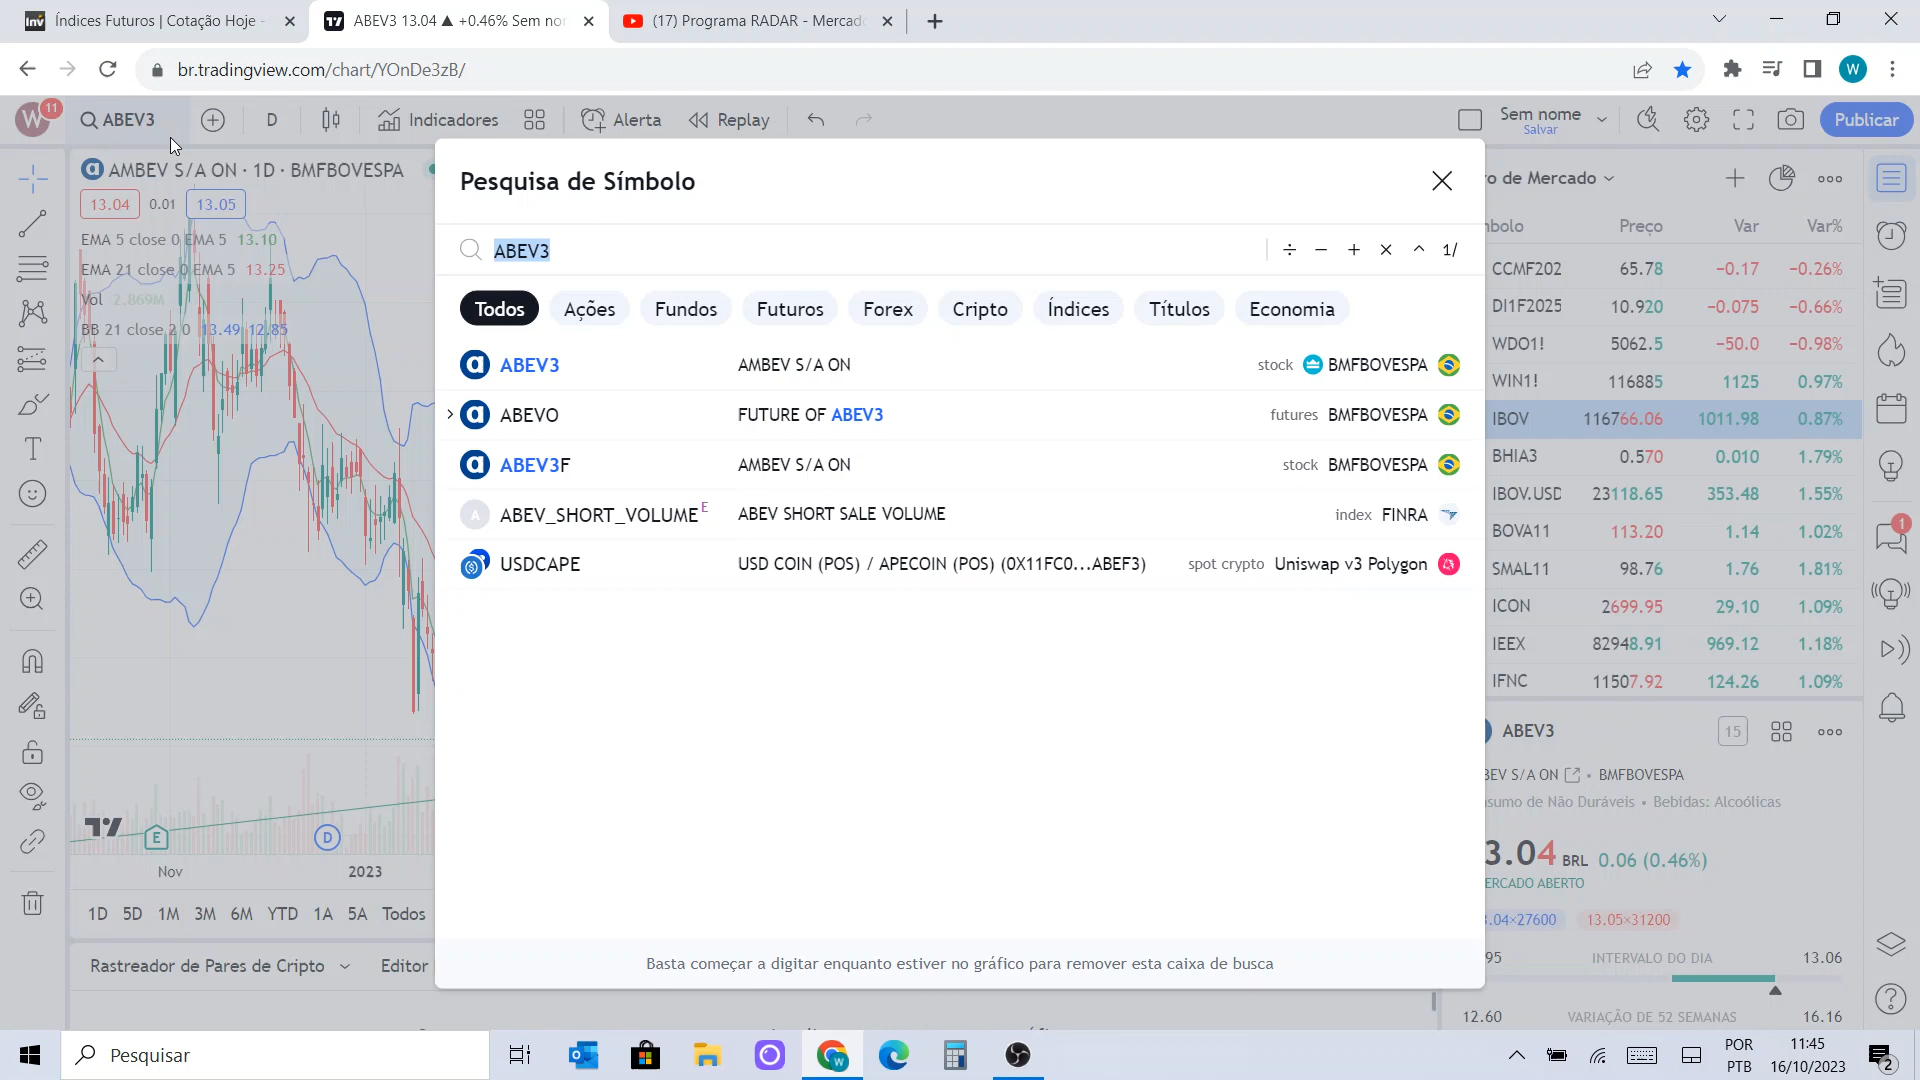 Índices Futuros | Cotação Hoje -
ABEV3 13.04 ▲ +0.46% Sem no
(17) Programa RADAR - Mercad
br.tradingview.com/chart/YOnDe3zB/
W
W
11
ABEV3
D
Indicadores
Alerta
Replay
Sem nome
Salvar
Publicar
AMBEV S/A ON · 1D · BMFBOVESPA
13.04
0.01
13.05
EMA 5 close 0 EMA 5 13.10
EMA 21 close 0 EMA 5 13.25
Vol 2.869M
BB 21 close 2 0 13.49 12.85
E
D
Nov
2023
1D 5D 1M 3M 6M YTD 1A 5A Todos
Rastreador de Pares de Cripto
Editor
Pesquisa de Símbolo
ABEV3
÷ − + × ^ 1/
Todos
Ações
Fundos
Futuros
Forex
Cripto
Índices
Títulos
Economia
ABEV3 AMBEV S/A ON stock BMFBOVESPA
ABEVO FUTURE OF ABEV3 futures BMFBOVESPA
ABEV3F AMBEV S/A ON stock BMFBOVESPA
A ABEV_SHORT_VOLUME E ABEV SHORT SALE VOLUME index FINRA
USDCAPE USD COIN (POS) / APECOIN (POS) (0X11FC0...ABEF3) spot crypto Uniswap v3 Polygon
Basta começar a digitar enquanto estiver no gráfico para remover esta caixa de busca
ro de Mercado
mbolo Preço Var Var%
CCMF202 65.78 −0.17 −0.26%
DI1F2025 10.920 −0.075 −0.66%
WDO1! 5062.5 −50.0 −0.98%
WIN1! 116885 1125 0.97%
IBOV 116766.06 1011.98 0.87%
BHIA3 0.570 0.010 1.79%
IBOV.USD 23118.65 353.48 1.55%
BOVA11 113.20 1.14 1.02%
SMAL11 98.76 1.76 1.81%
ICON 2699.95 29.10 1.09%
IEEX 82948.91 969.12 1.18%
IFNC 11507.92 124.26 1.09%
1
ABEV3
15
BEV S/A ON • BMFBOVESPA
sumo de Não Duráveis • Bebidas: Alcoólicas
3.04 BRL 0.06 (0.46%)
ERCADO ABERTO
.04×27600
13.05×31200
95 INTERVALO DO DIA 13.06
12.60 VARIAÇÃO DE 52 SEMANAS 16.16
Pesquisar
POR
PTB
11:45
16/10/2023
2